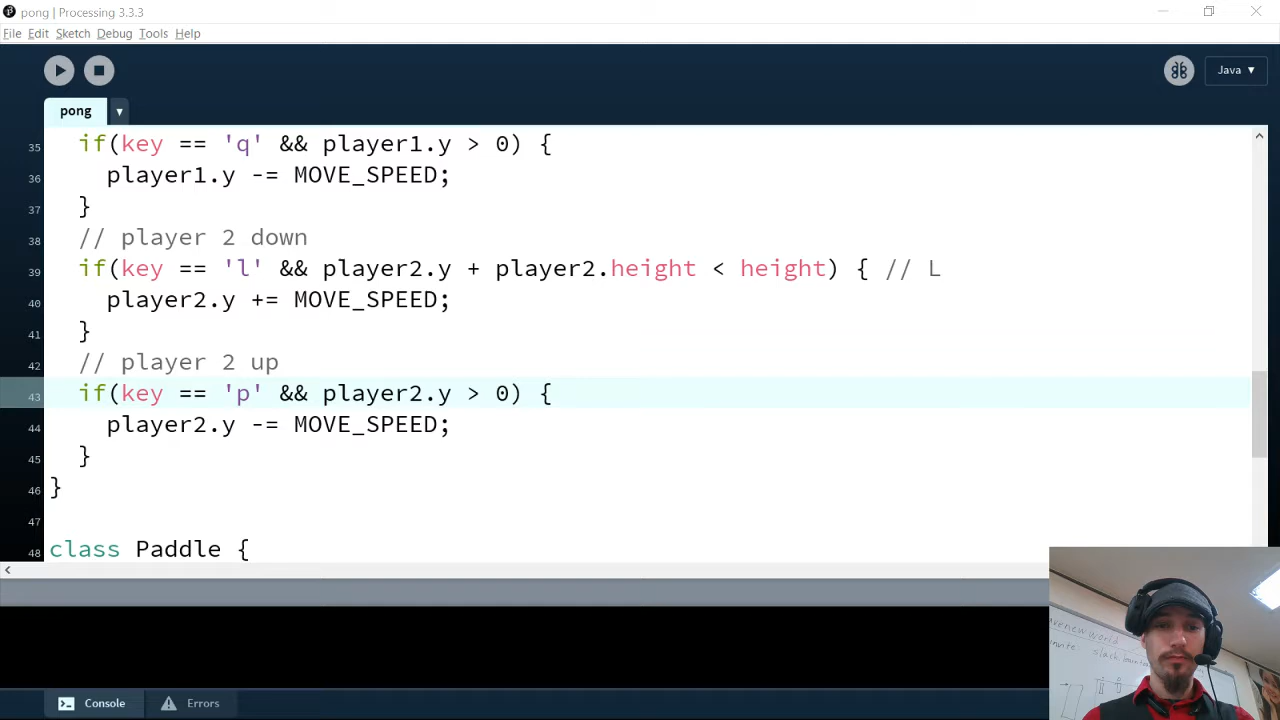 pong | Processing 3.3.3
File Edit Sketch Debug Tools Help
Java ▼
pong ▼
35 if(key == 'q' && player1.y > 0) {
36 player1.y -= MOVE_SPEED;
37 }
38 // player 2 down
39 if(key == 'l' && player2.y + player2.height < height) { // L
40 player2.y += MOVE_SPEED;
41 }
42 // player 2 up
43 if(key == 'p' && player2.y > 0) {
44 player2.y -= MOVE_SPEED;
45 }
46 }
47
48 class Paddle {
new world
Console Errors